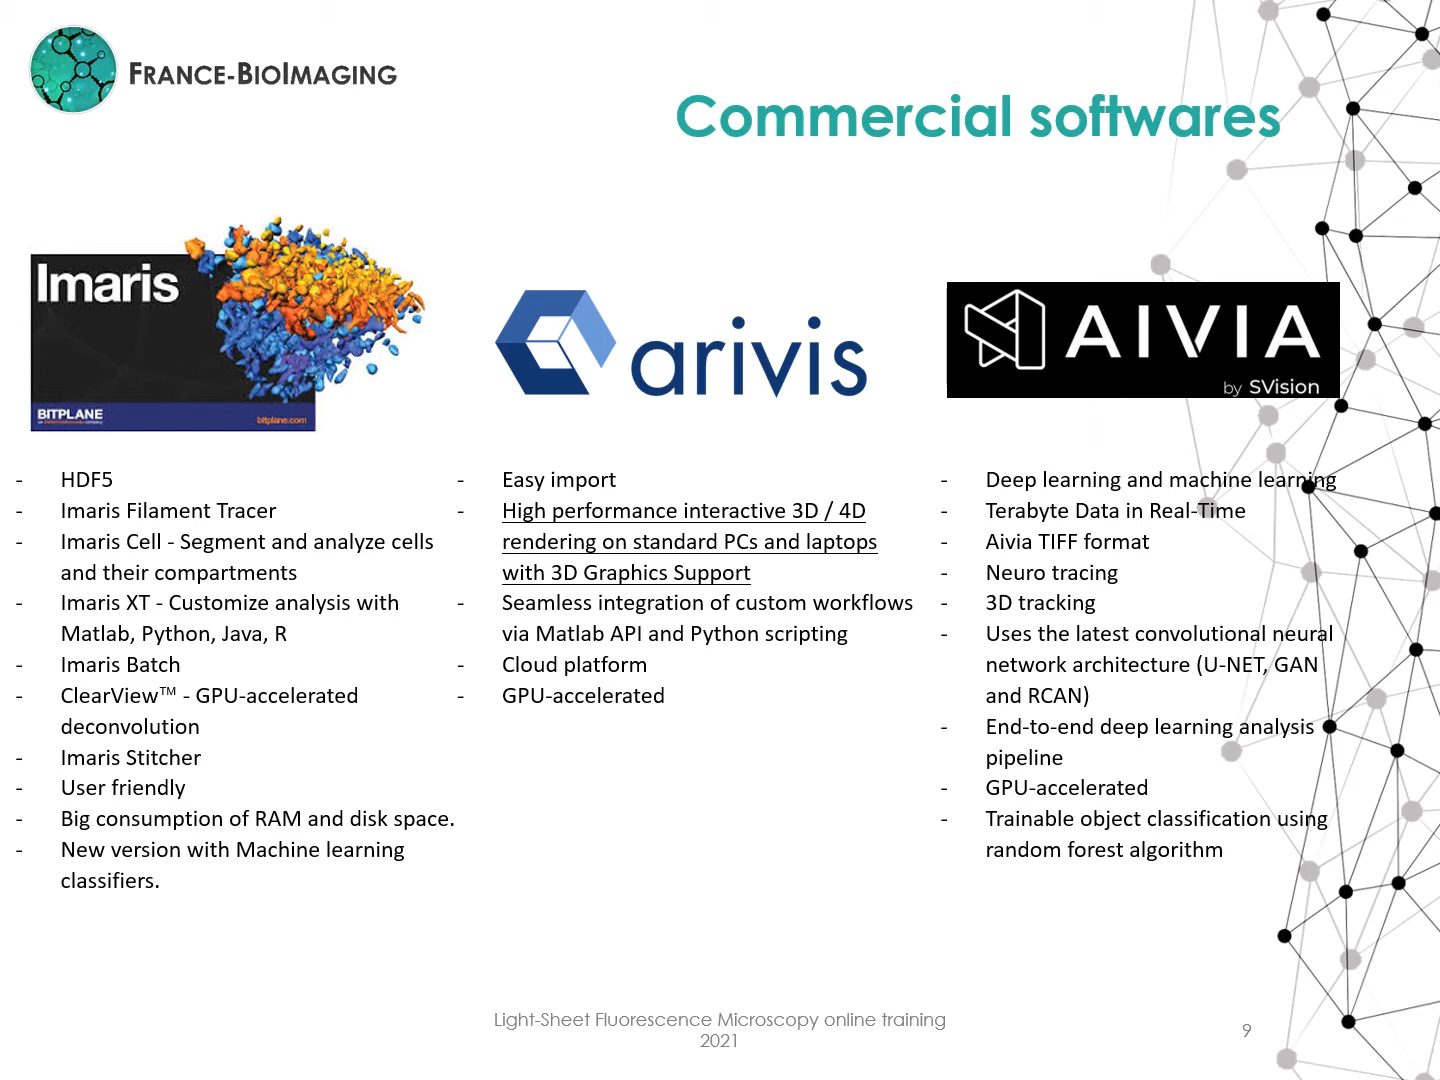 FRANCE-BIOIMAGING
Commercial softwares
Imaris
BITPLANE
bitplane.com
arivis
AIVIA
by SVision
- HDF5
- Imaris Filament Tracer
- Imaris Cell - Segment and analyze cells
and their compartments
- Imaris XT - Customize analysis with
Matlab, Python, Java, R
- Imaris Batch
- ClearView™ - GPU-accelerated
deconvolution
- Imaris Stitcher
- User friendly
- Big consumption of RAM and disk space.
- New version with Machine learning
classifiers.
- Easy import
- High performance interactive 3D / 4D
rendering on standard PCs and laptops
with 3D Graphics Support
- Seamless integration of custom workflows
via Matlab API and Python scripting
- Cloud platform
- GPU-accelerated
- Deep learning and machine learning
- Terabyte Data in Real-Time
- Aivia TIFF format
- Neuro tracing
- 3D tracking
- Uses the latest convolutional neural
network architecture (U-NET, GAN
and RCAN)
- End-to-end deep learning analysis
pipeline
- GPU-accelerated
- Trainable object classification using
random forest algorithm
Light-Sheet Fluorescence Microscopy online training
2021
9